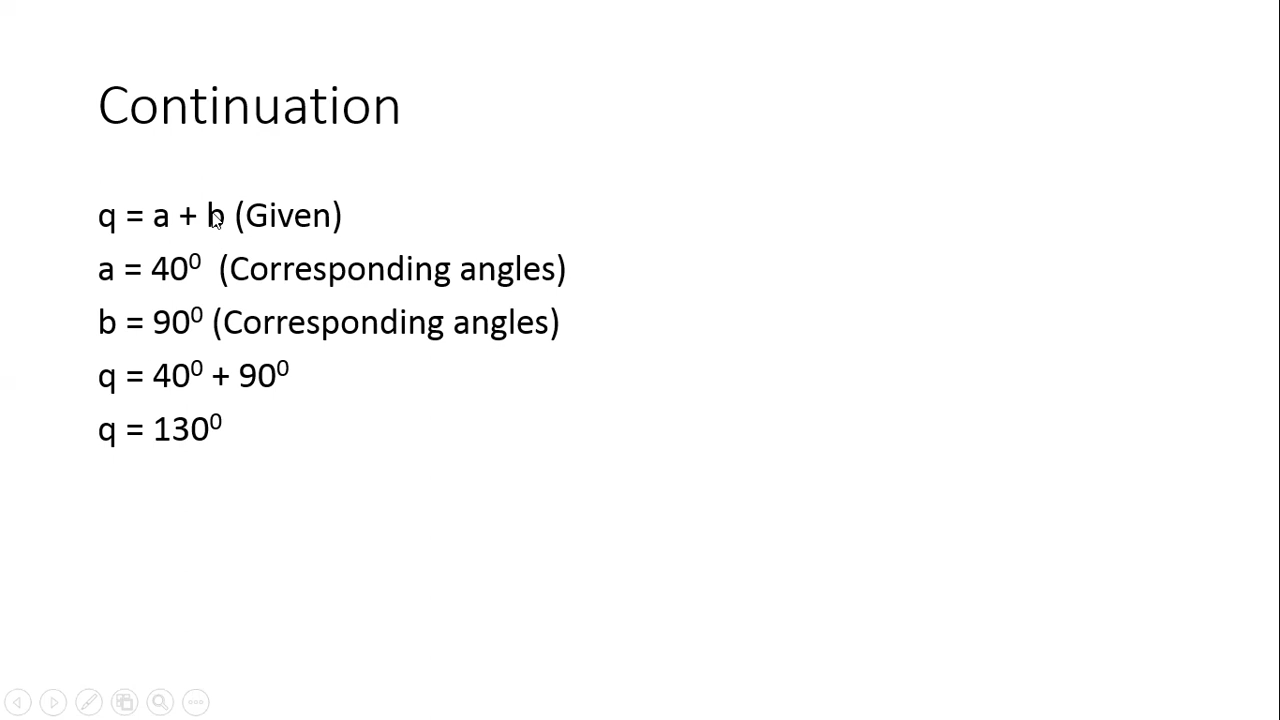 Continuation
q = a + b (Given)
a = 40⁰ (Corresponding angles)
b = 90⁰ (Corresponding angles)
q = 40⁰ + 90⁰
q = 130⁰